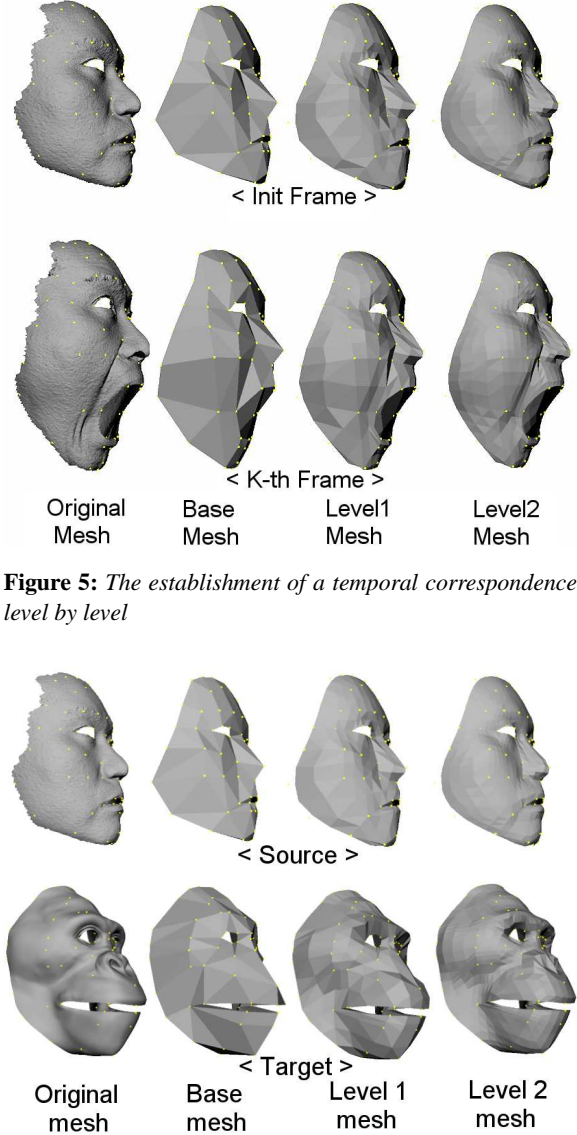 < Init Frame >
< K-th Frame >
Original Base Level1 Level2
Mesh Mesh Mesh Mesh
Figure 5: The establishment of a temporal correspondence
level by level
< Source >
< Target >
Original Base Level 1 Level 2
mesh mesh mesh mesh